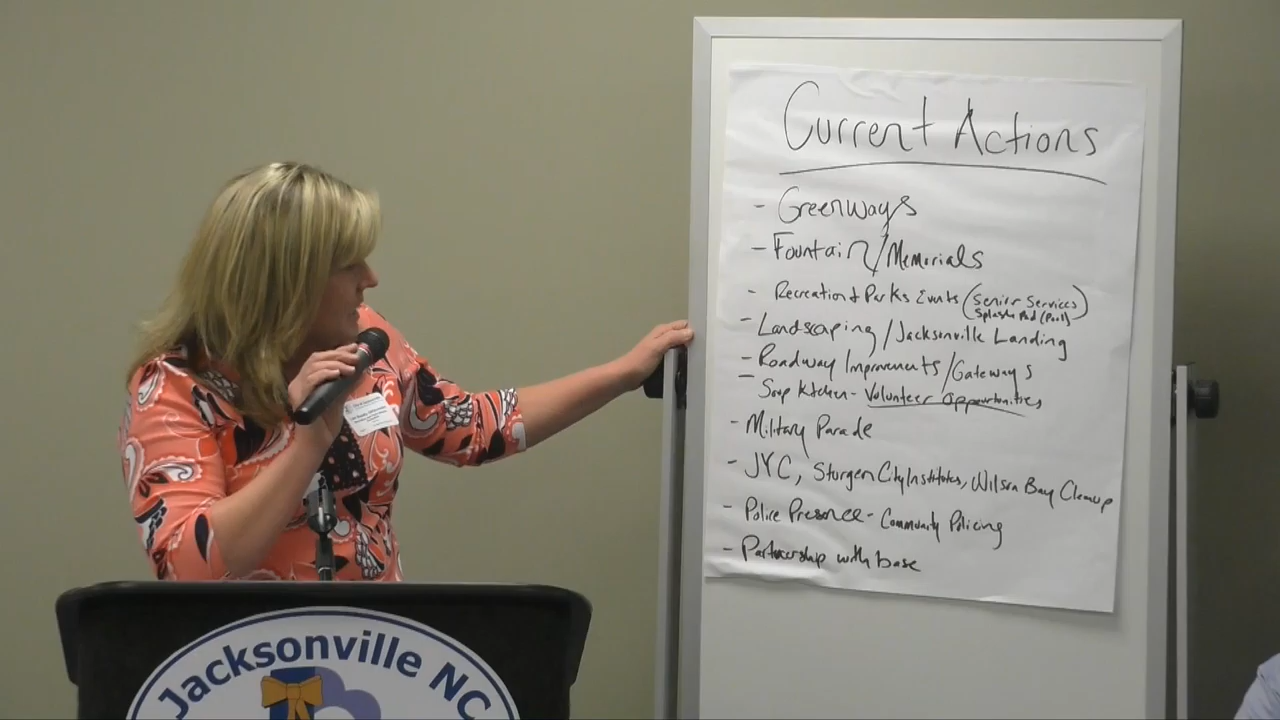 Current Actions
- Greenways
- Fountain/Memorials
- Recreation & Parks Events (Senior Services)
Splash Pad (Pool)
- Landscaping/Jacksonville Landing
- Roadway Improvments/Gateways
- Soup Kitchen - Volunteer Opportunities
- Military Parade
- JYC, Sturgeon City Institutes, Wilson Bay Cleanup
- Police Presence - Community Policing
- Partnership with base
Jacksonville NC